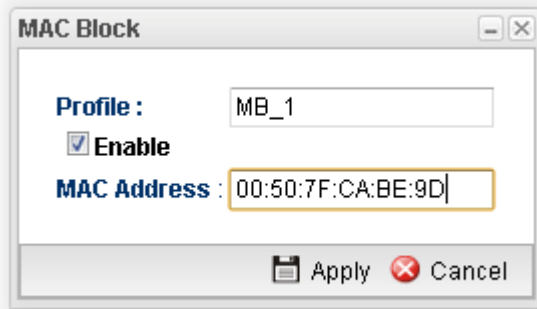 MAC Block
Profile : MB_1
Enable
MAC Address : 00:50:7F:CA:BE:9D
Apply Cancel